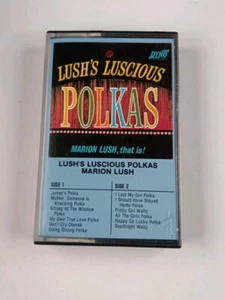 DYNO
LUSH'S LUSCIOUS
POLKAS
MARION LUSH, that is!
LUSH'S LUSCIOUS POLKAS
MARION LUSH
SIDE 1
Junior's Polka
Mother, Someone Is
Knocking Polka
Sitting At The Window
Polka
My Own True Love Polka
Don't Cry Oberek
Going Strong Polka
SIDE 2
I Lost My Girl Polka
I Should Have Stayed
Home Polka
Pretty Girl Waltz
All The Girls Polka
Happy Go Lucky Polka
Goodnight Waltz